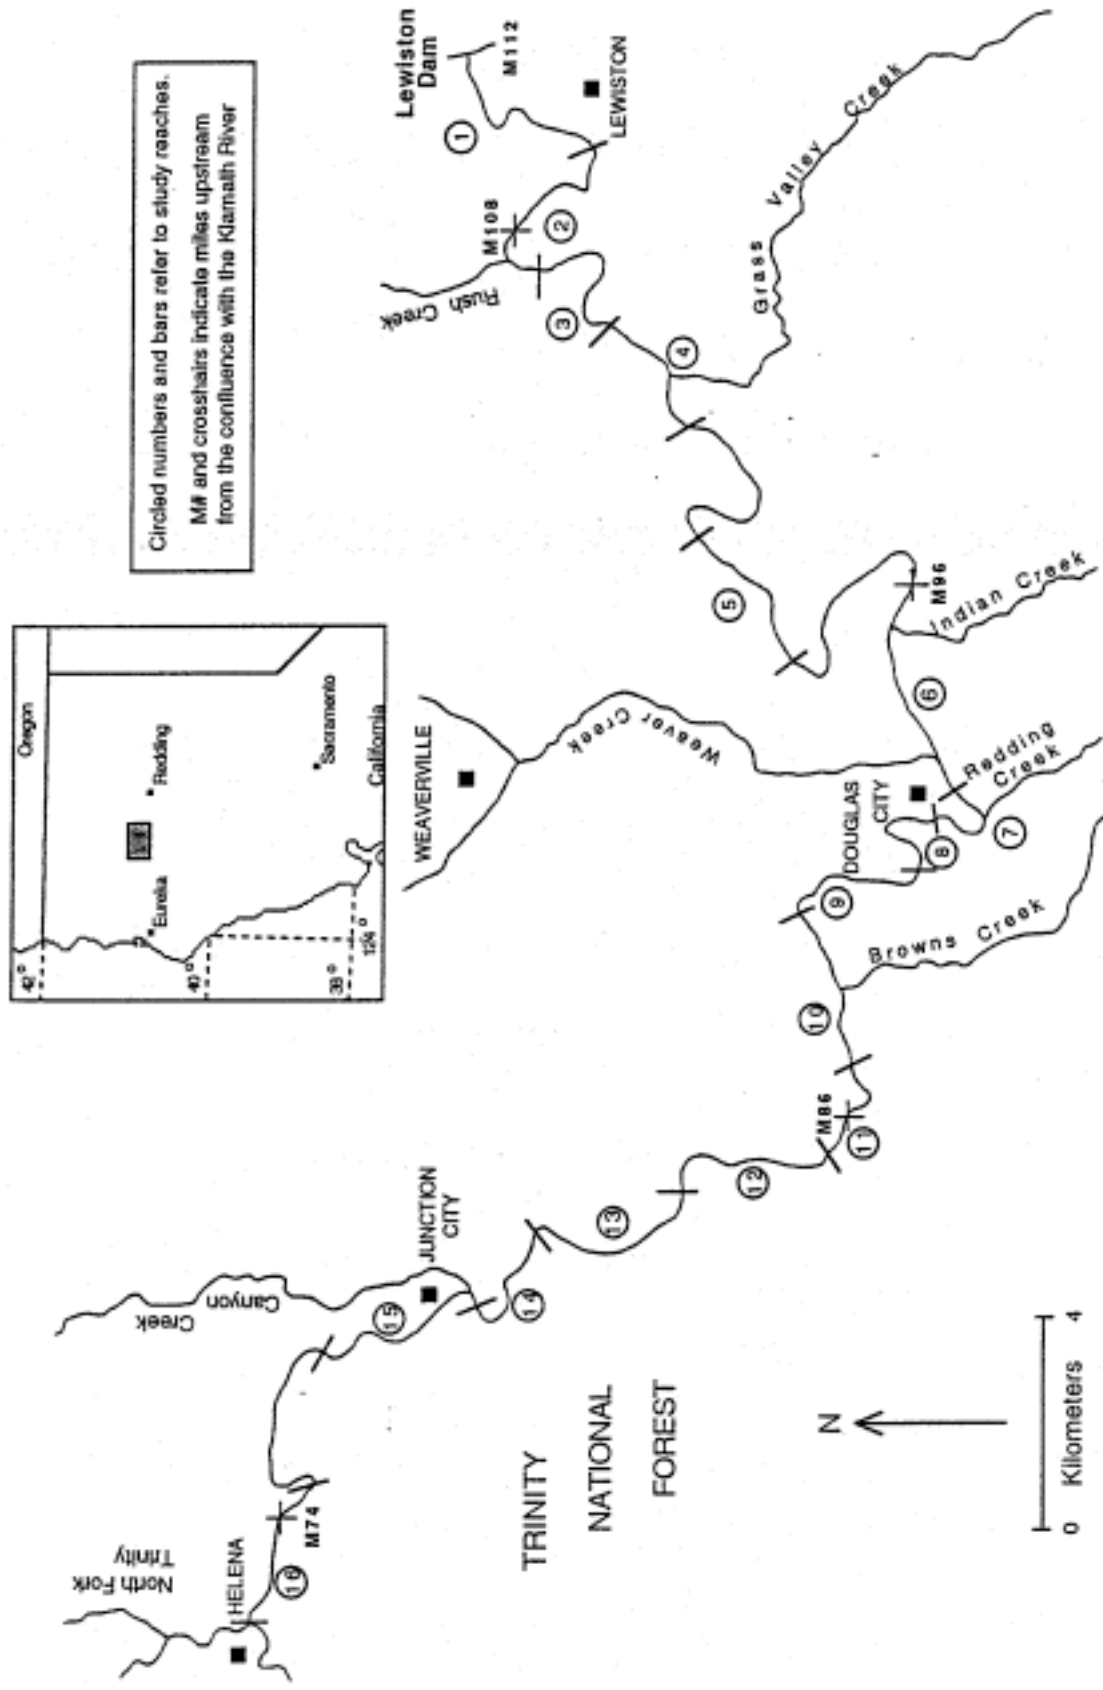 Oregon
42°
Eureka
Redding
40°
Sacramento
38°
124°
California
Circled numbers and bars refer to study reaches.
M# and crosshairs indicate miles upstream
from the confluence with the Klamath River
North Fork
Trinity
HELENA
16
M74
Canyon
Creek
15
JUNCTION
CITY
14
13
12
M86
11
10
WEAVERVILLE
Weaver Creek
DOUGLAS
CITY
9
8
7
Browns Creek
Redding
Creek
6
Indian Creek
M96
5
4
3
Rush Creek
M108
2
1
Lewiston
Dam
M112
LEWISTON
Grass Valley Creek
TRINITY
NATIONAL
FOREST
N
0 4
Kilometers